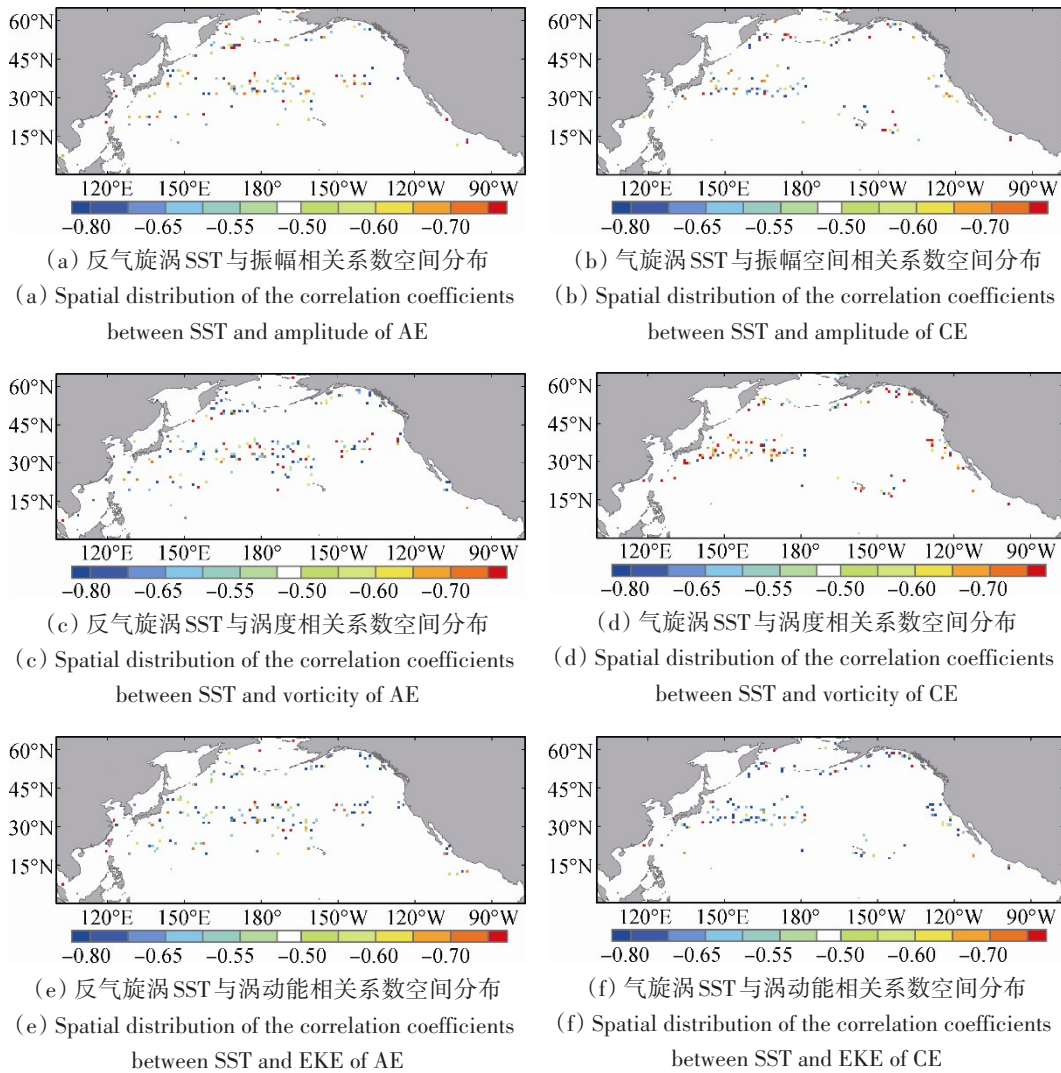 60°N
45°N
30°N
15°N
120°E 150°E 180° 150°W 120°W 90°W
−0.80 −0.65 −0.55 −0.50 −0.60 −0.70
(a)反气旋涡SST与振幅相关系数空间分布
(a) Spatial distribution of the correlation coefficients
between SST and amplitude of AE
60°N
45°N
30°N
15°N
120°E 150°E 180° 150°W 120°W 90°W
−0.80 −0.65 −0.55 −0.50 −0.60 −0.70
(b)气旋涡SST与振幅空间相关系数空间分布
(b) Spatial distribution of the correlation coefficients
between SST and amplitude of CE
60°N
45°N
30°N
15°N
120°E 150°E 180° 150°W 120°W 90°W
−0.80 −0.65 −0.55 −0.50 −0.60 −0.70
(c)反气旋涡SST与涡度相关系数空间分布
(c) Spatial distribution of the correlation coefficients
between SST and vorticity of AE
60°N
45°N
30°N
15°N
120°E 150°E 180° 150°W 120°W 90°W
−0.80 −0.65 −0.55 −0.50 −0.60 −0.70
(d)气旋涡SST与涡度相关系数空间分布
(d) Spatial distribution of the correlation coefficients
between SST and vorticity of CE
60°N
45°N
30°N
15°N
120°E 150°E 180° 150°W 120°W 90°W
−0.80 −0.65 −0.55 −0.50 −0.60 −0.70
(e)反气旋涡SST与涡动能相关系数空间分布
(e) Spatial distribution of the correlation coefficients
between SST and EKE of AE
60°N
45°N
30°N
15°N
120°E 150°E 180° 150°W 120°W 90°W
−0.80 −0.65 −0.55 −0.50 −0.60 −0.70
(f)气旋涡SST与涡动能相关系数空间分布
(f) Spatial distribution of the correlation coefficients
between SST and EKE of CE